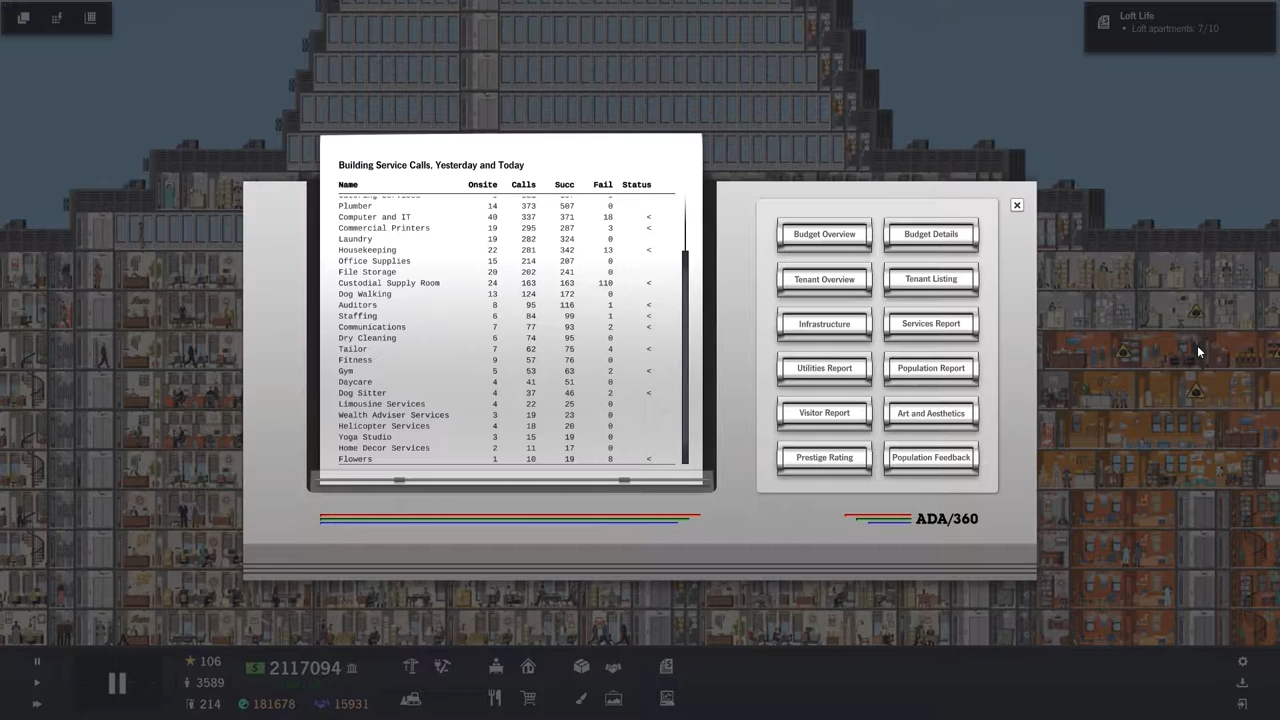 Loft Life
• Loft apartments: 7/10
Building Service Calls, Yesterday and Today
Name Onsite Calls Succ Fail Status
Plumber 14 373 507 0
Computer and IT 40 337 371 18 <
Commercial Printers 19 295 287 3 <
Laundry 19 282 324 0
Housekeeping 22 281 342 13 <
Office Supplies 15 214 207 0
File Storage 20 202 241 0
Custodial Supply Room 24 163 163 110 <
Dog Walking 13 124 172 0
Auditors 8 95 116 1 <
Staffing 6 84 99 1 <
Communications 7 77 93 2 <
Dry Cleaning 6 74 95 0
Tailor 7 62 75 4 <
Fitness 9 57 76 0
Gym 5 53 63 2 <
Daycare 4 41 51 0
Dog Sitter 4 37 46 2 <
Limousine Services 4 22 25 0
Wealth Adviser Services 3 19 23 0
Helicopter Services 4 18 20 0
Yoga Studio 3 15 19 0
Home Decor Services 2 11 17 0
Flowers 1 10 19 8 <
Budget Overview Budget Details
Tenant Overview Tenant Listing
Infrastructure Services Report
Utilities Report Population Report
Visitor Report Art and Aesthetics
Prestige Rating Population Feedback
ADA/360
106
3589
214
$ 2117094
181678 15931